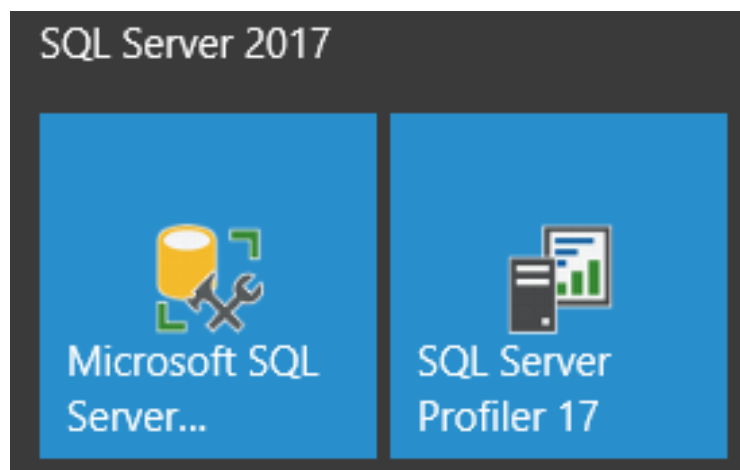 SQL Server 2017
Microsoft SQL
Server...
SQL Server
Profiler 17